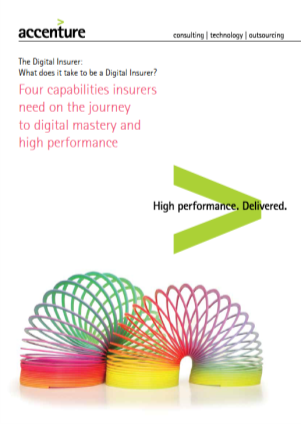 accenture
consulting | technology | outsourcing
The Digital Insurer:
What does it take to be a Digital Insurer?
Four capabilities insurers
need on the journey
to digital mastery and
high performance
High performance. Delivered.